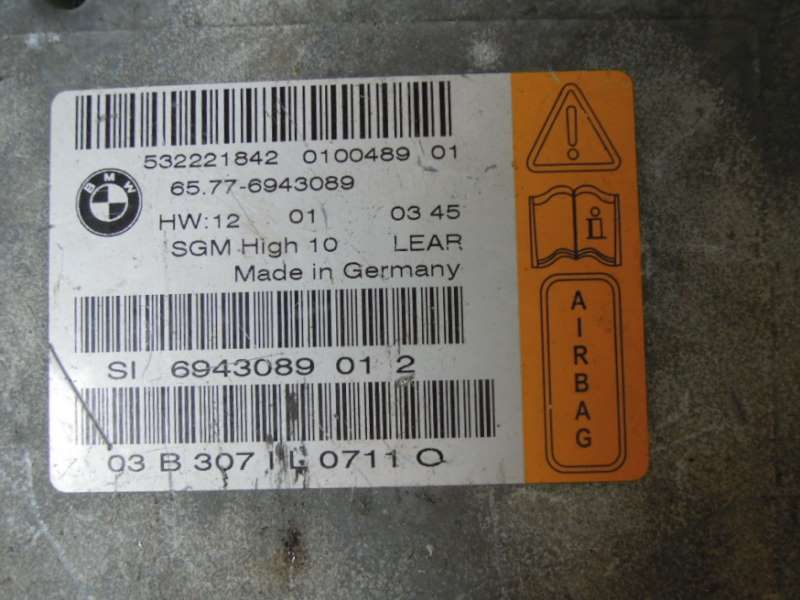 532221842 0100489 01
BMW
65.77-6943089
HW:12 01 03 45
SGM High 10 LEAR
Made in Germany
SI 6943089 01 2
03 B 307 I L 0711 O
AIRBAG